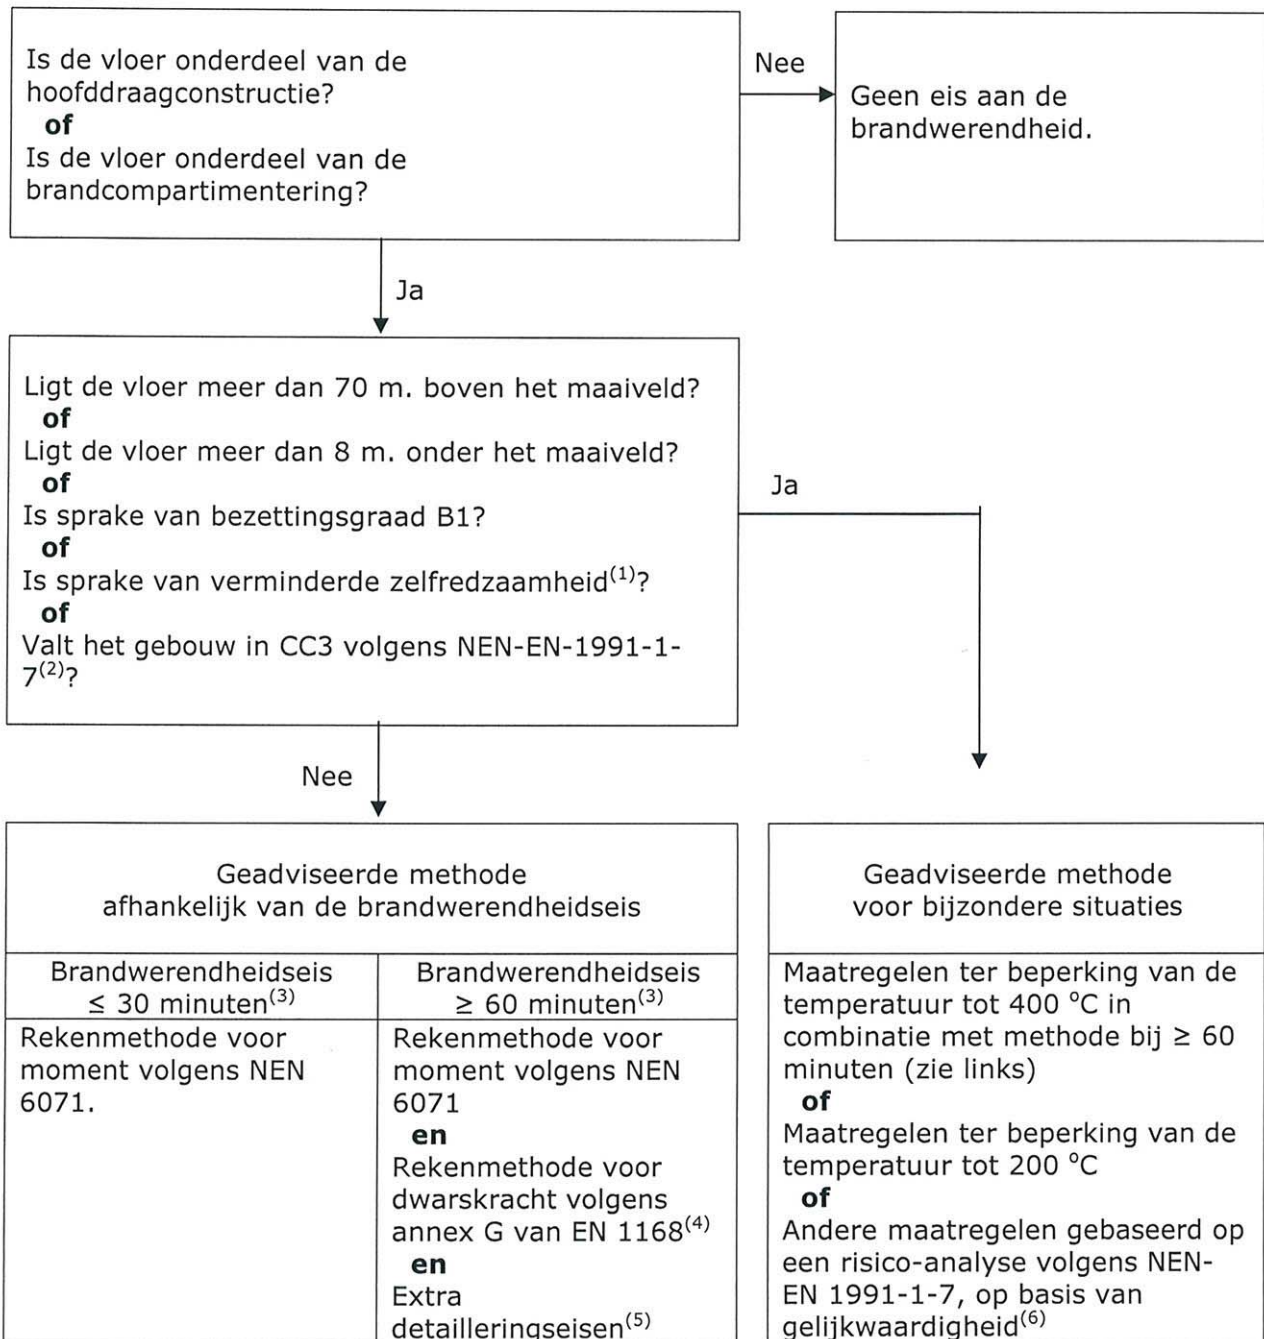 Is de vloer onderdeel van de
hoofddraagconstructie?
of
Is de vloer onderdeel van de
brandcompartimentering?
Nee
Geen eis aan de
brandwerendheid.
Ja
Ligt de vloer meer dan 70 m. boven het maaiveld?
of
Ligt de vloer meer dan 8 m. onder het maaiveld?
of
Is sprake van bezettingsgraad B1?
of
Is sprake van verminderde zelfredzaamheid(1)?
of
Valt het gebouw in CC3 volgens NEN-EN-1991-1-
7(2)?
Ja
Nee
Geadviseerde methode
afhankelijk van de brandwerendheidseis
Brandwerendheidseis
≤ 30 minuten(3)
Rekenmethode voor
moment volgens NEN
6071.
Brandwerendheidseis
≥ 60 minuten(3)
Rekenmethode voor
moment volgens NEN
6071
en
Rekenmethode voor
dwarskracht volgens
annex G van EN 1168(4)
en
Extra
detailleringseisen(5)
Geadviseerde methode
voor bijzondere situaties
Maatregelen ter beperking van de
temperatuur tot 400 °C in
combinatie met methode bij ≥ 60
minuten (zie links)
of
Maatregelen ter beperking van de
temperatuur tot 200 °C
of
Andere maatregelen gebaseerd op
een risico-analyse volgens NEN-
EN 1991-1-7, op basis van
gelijkwaardigheid(6)